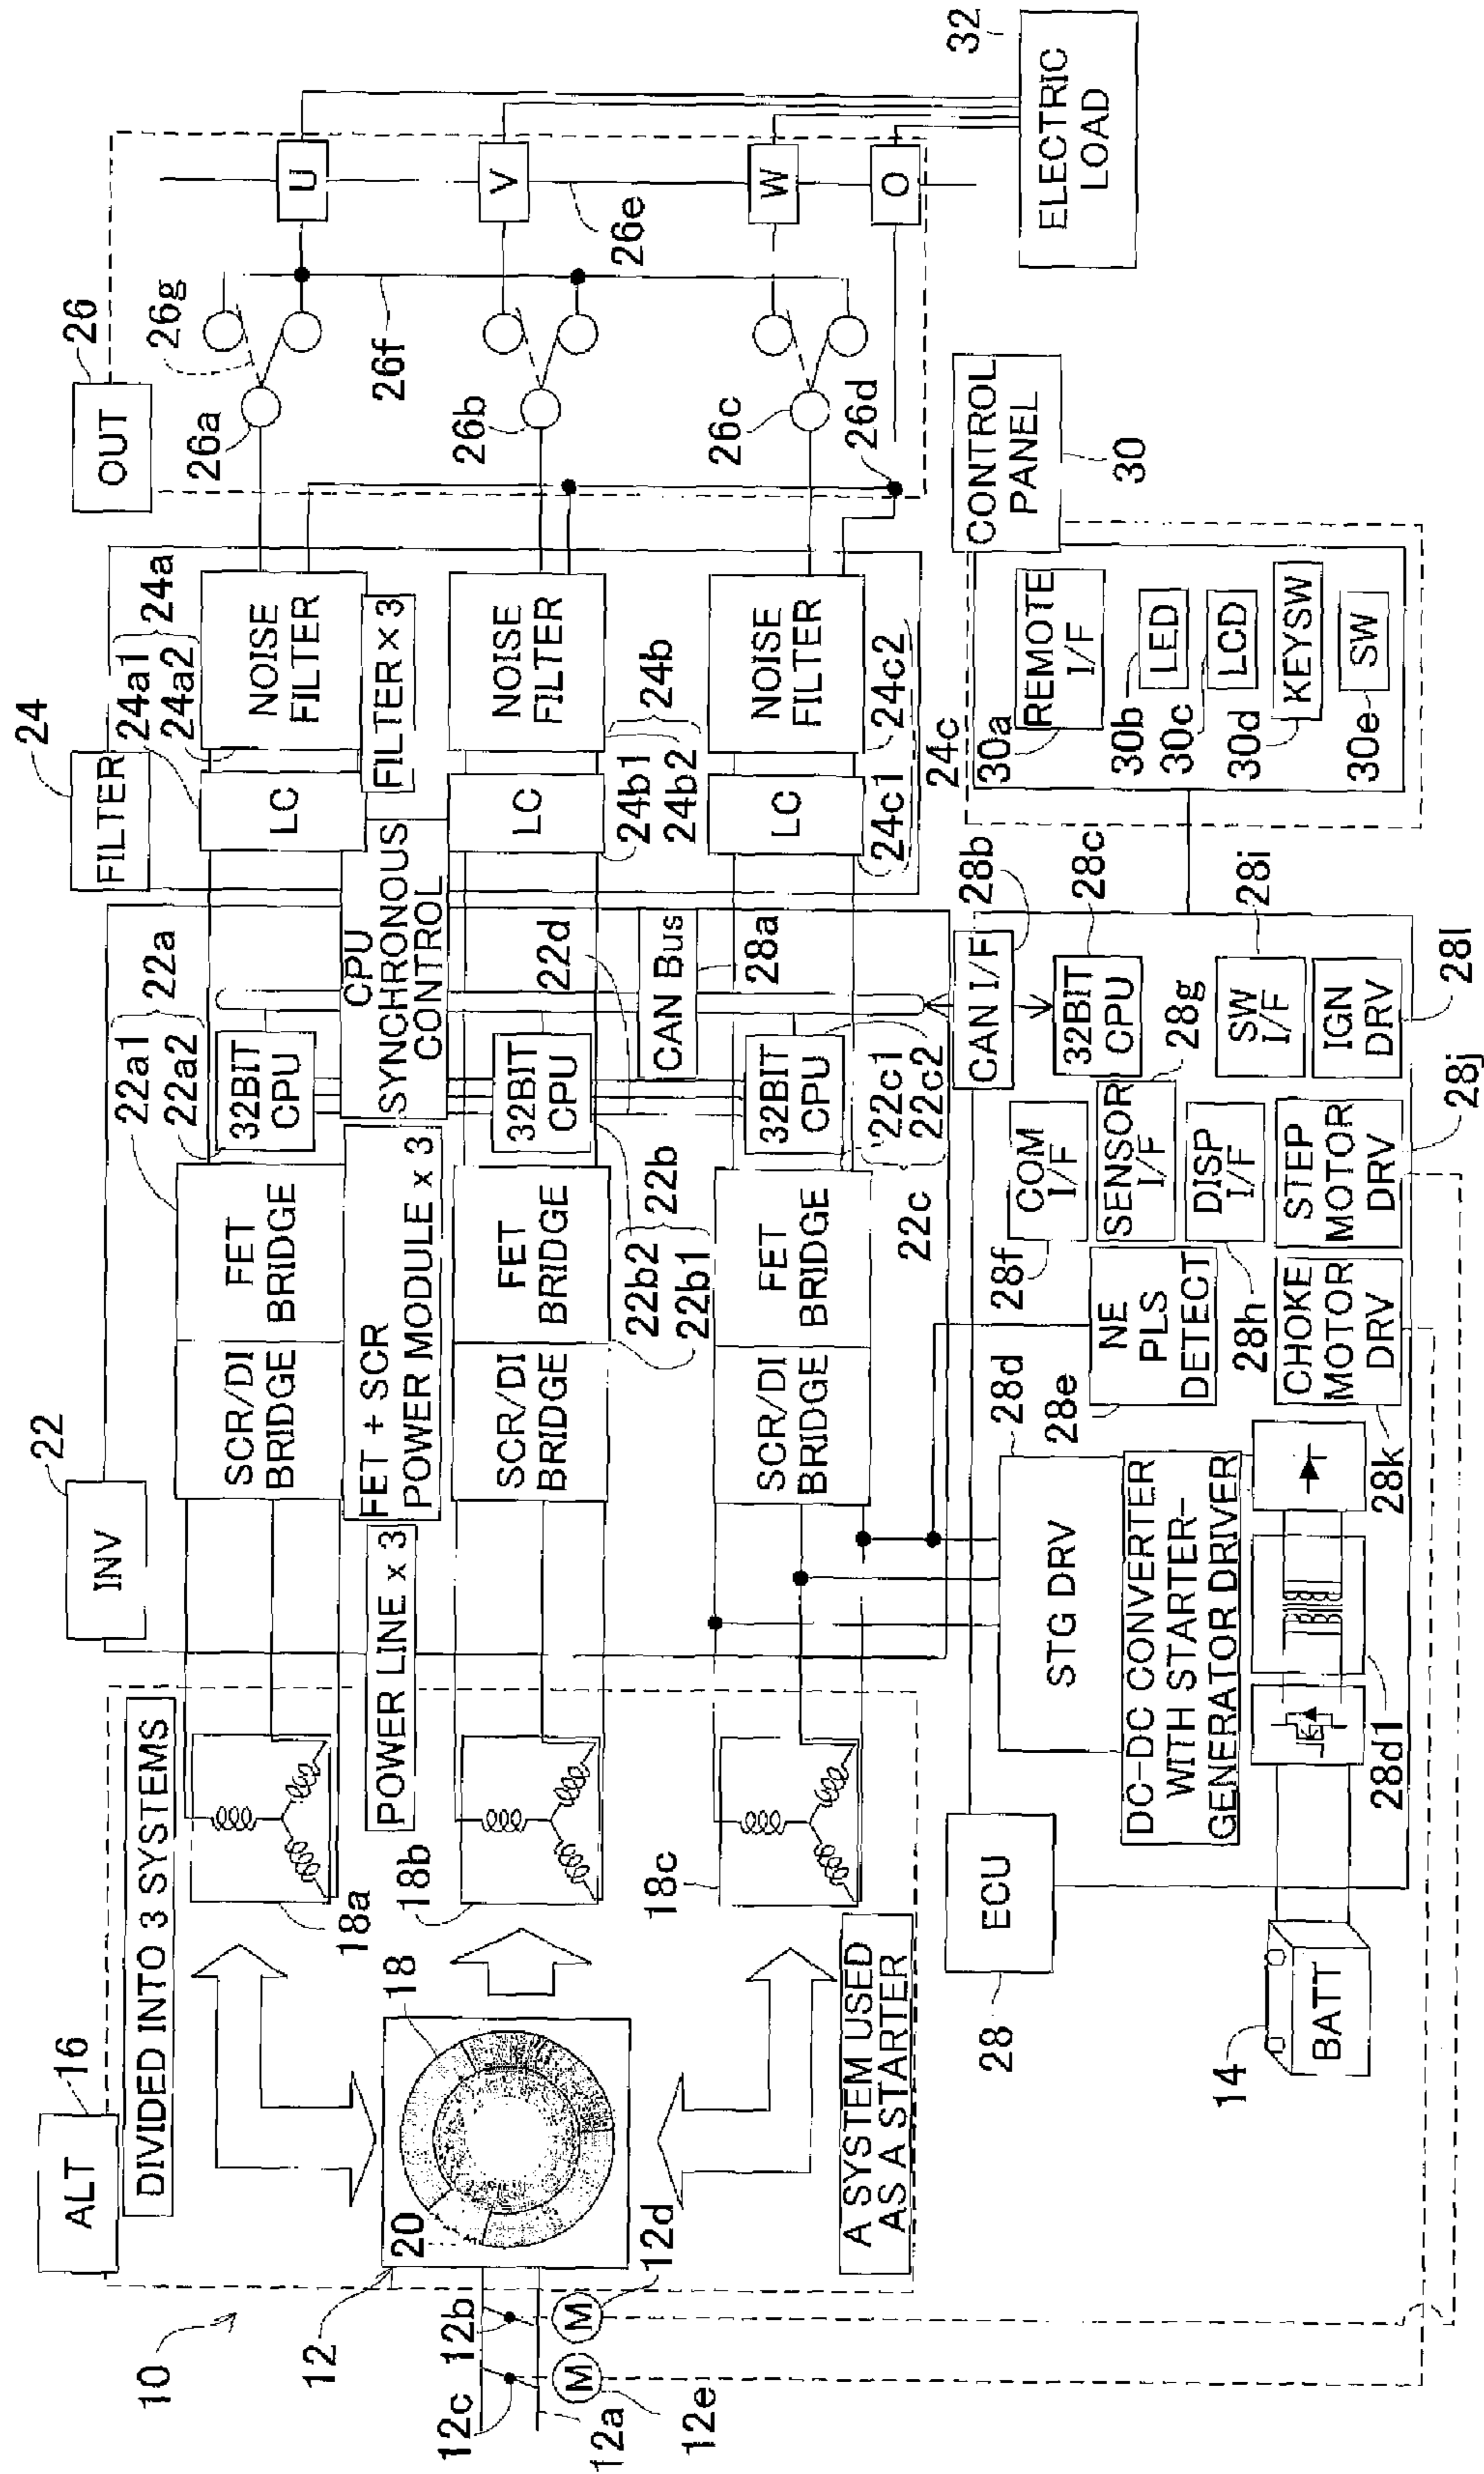 10
ALT
16
DIVIDED INTO 3 SYSTEMS
12
20
18
12c
12b
12d
12a
12e
M
M
A SYSTEM USED
AS A STARTER
18a
18b
18c
POWER LINE x 3
INV
22
SCR/DI
BRIDGE
FET
BRIDGE
FET + SCR
POWER MODULE x 3
SCR/DI
BRIDGE
FET
BRIDGE
SCR/DI
BRIDGE
FET
BRIDGE
22a1
22a2
22a
22b2
22b1
22b
22c
22c1
22c2
22d
32BIT
CPU
32BIT
CPU
32BIT
CPU
CPU
SYNCHRONOUS
CONTROL
CAN Bus
28a
FILTER
24
LC
NOISE
FILTER
FILTER × 3
LC
NOISE
FILTER
LC
NOISE
FILTER
24a1
24a2
24a
24b1
24b2
24b
24c1
24c2
24c
OUT
26
26a
26b
26c
26d
26e
26f
26g
U
V
W
O
ELECTRIC
LOAD
32
ECU
28
BATT
14
STG DRV
28d
DC-DC CONVERTER
WITH STARTER-
GENERATOR DRIVER
28d1
NE
PLS
DETECT
28e
CHOKE
MOTOR
DRV
28k
COM
I/F
28f
SENSOR
I/F
28g
DISP
I/F
28h
STEP
MOTOR
DRV
28j
CAN I/F
28b
32BIT
CPU
28c
SW
I/F
28i
IGN
DRV
28l
CONTROL
PANEL
30
REMOTE
I/F
30a
LED
30b
LCD
30c
KEYSW
30d
SW
30e